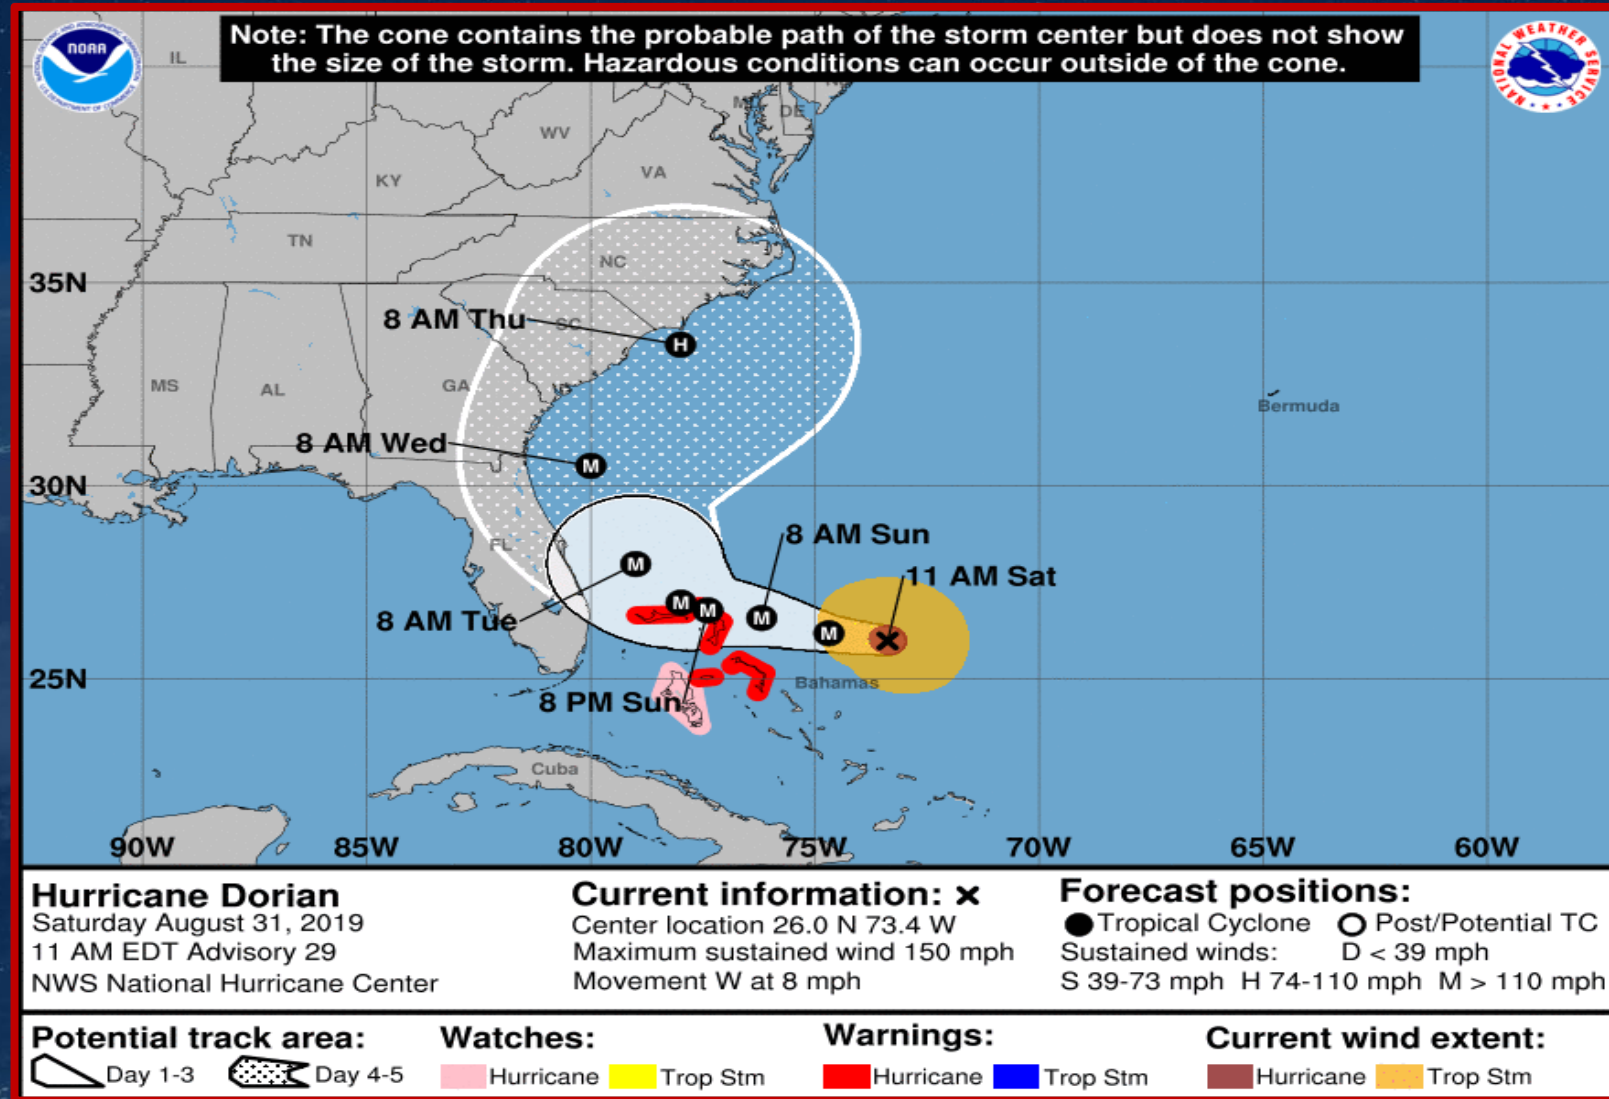 Note: The cone contains the probable path of the storm center but does not show
the size of the storm. Hazardous conditions can occur outside of the cone.
NOAA
NATIONAL WEATHER SERVICE
IL
WV
DE
KY
VA
TN
NC
35N
8 AM Thu
H
SC
MS
AL
GA
Bermuda
8 AM Wed
M
30N
8 AM Sun
FL
M
11 AM Sat
M
M
M
8 AM Tue
M
25N
Bahamas
8 PM Sun
Cuba
90W 85W 80W 75W 70W 65W 60W
Hurricane Dorian
Saturday August 31, 2019
11 AM EDT Advisory 29
NWS National Hurricane Center
Current information: ×
Center location 26.0 N 73.4 W
Maximum sustained wind 150 mph
Movement W at 8 mph
Forecast positions:
Tropical Cyclone Post/Potential TC
Sustained winds: D < 39 mph
S 39-73 mph H 74-110 mph M > 110 mph
Potential track area:
Day 1-3 Day 4-5
Watches:
Hurricane Trop Stm
Warnings:
Hurricane Trop Stm
Current wind extent:
Hurricane Trop Stm